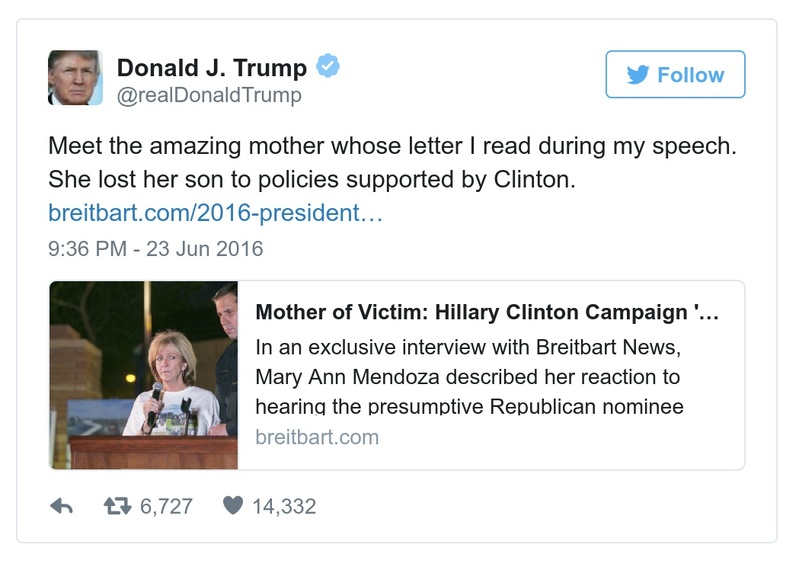 Donald J. Trump
@realDonaldTrump
Follow
Meet the amazing mother whose letter I read during my speech.
She lost her son to policies supported by Clinton.
breitbart.com/2016-president…
9:36 PM - 23 Jun 2016
Mother of Victim: Hillary Clinton Campaign '…
In an exclusive interview with Breitbart News,
Mary Ann Mendoza described her reaction to
hearing the presumptive Republican nominee
breitbart.com
6,727 14,332